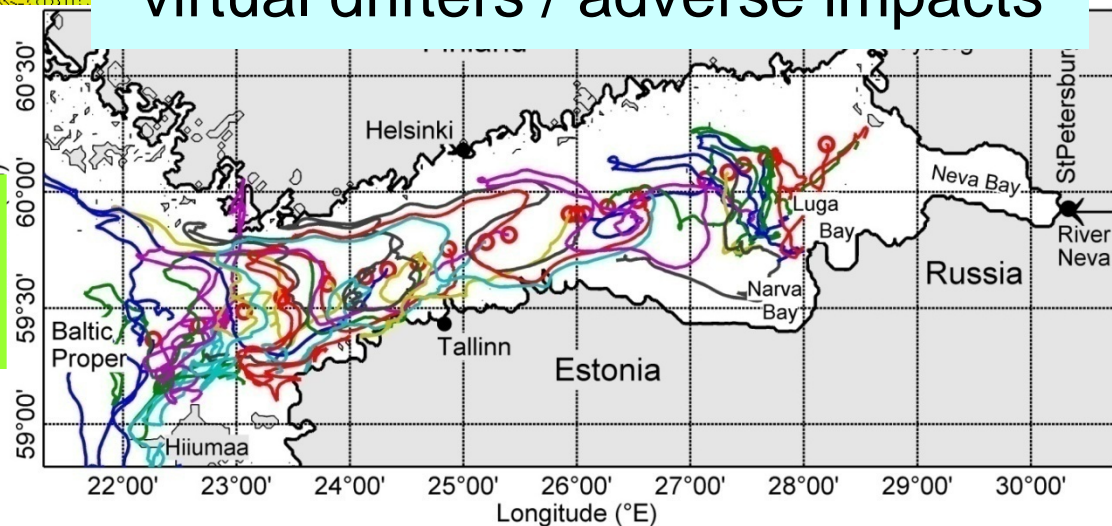 virtual drifters / adverse impacts
Finland
StPetersburg
60°30'
Helsinki
60°00'
Neva Bay
Luga
Bay
River
Neva
Russia
Narva
Bay
59°30'
Baltic
Proper
Tallinn
Estonia
59°00'
Hiiumaa
22°00'
23°00'
24°00'
25°00'
26°00'
27°00'
28°00'
29°00'
30°00'
Longitude (°E)